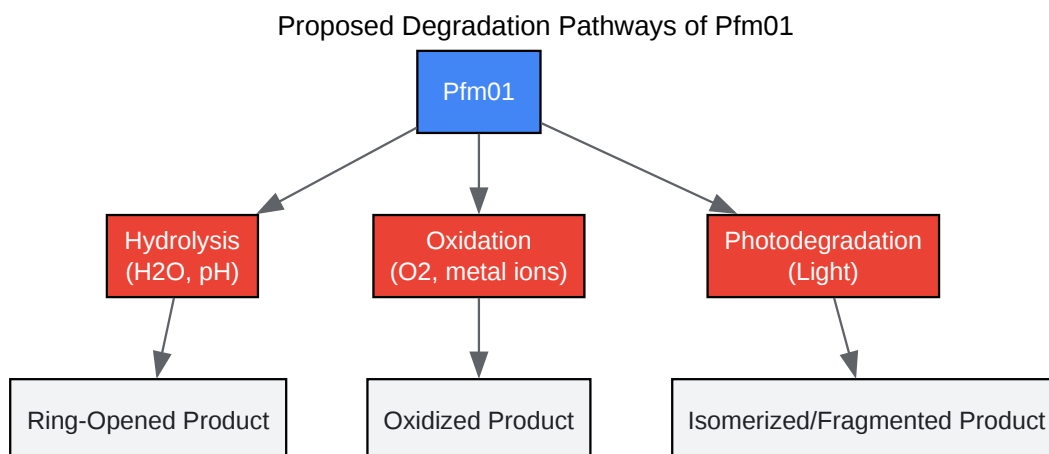 Proposed Degradation Pathways of Pfm01
Pfm01
Hydrolysis
(H2O, pH)
Oxidation
(O2, metal ions)
Photodegradation
(Light)
Ring-Opened Product
Oxidized Product
Isomerized/Fragmented Product